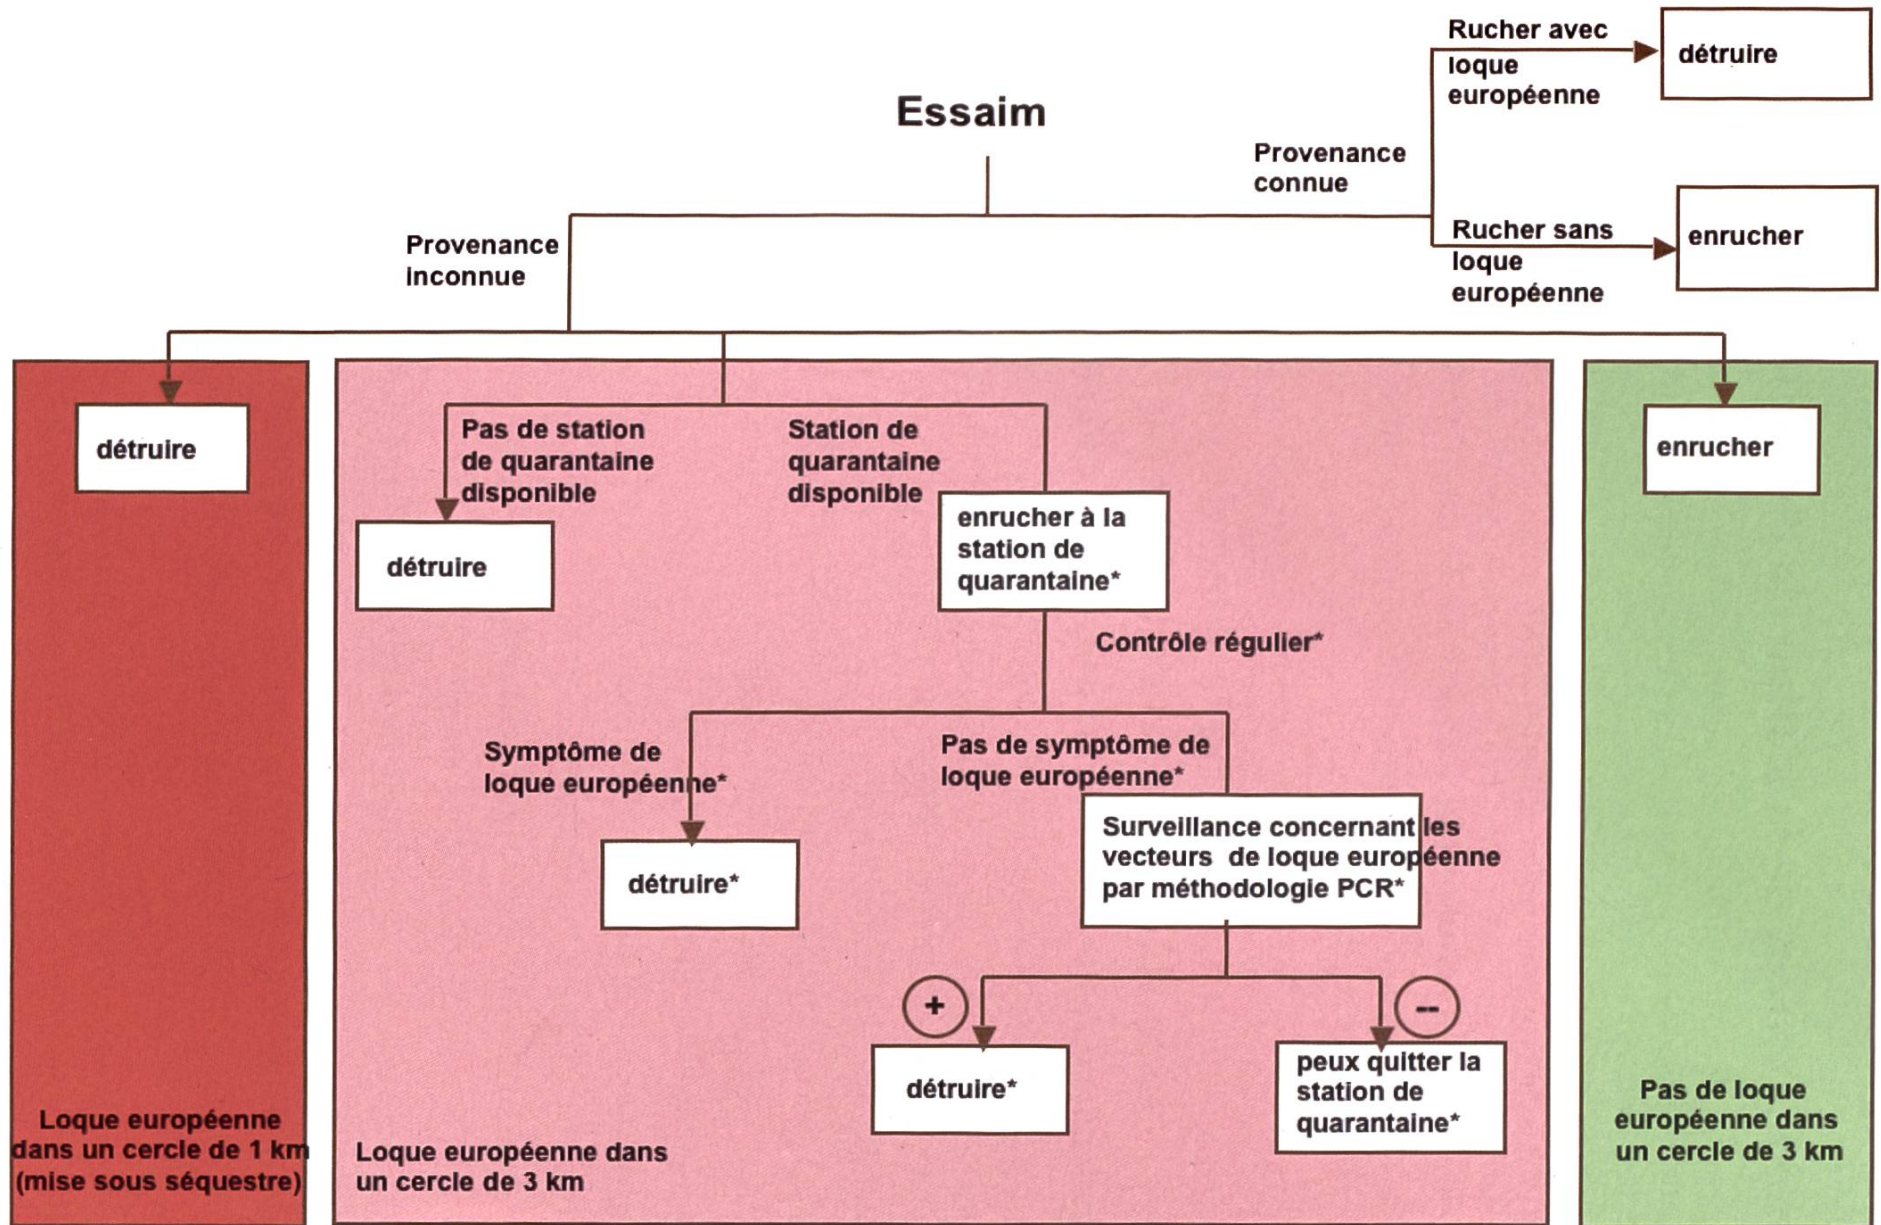 Rucher avec
loque
européenne
détruire
Essaim
Provenance
connue
Rucher sans
loque
européenne
enrucher
Provenance
inconnue
détruire
Pas de station
de quarantaine
disponible
Station de
quarantaine
disponible
enrucher
détruire
enrucher à la
station de
quarantaine*
Contrôle régulier*
Symptôme de
loque européenne*
Pas de symptôme de
loque européenne*
détruire*
Surveillance concernant les
vecteurs de loque européenne
par méthodologie PCR*
+
--
détruire*
peux quitter la
station de
quarantaine*
Loque européenne
dans un cercle de 1 km
(mise sous séquestre)
Loque européenne dans
un cercle de 3 km
Pas de loque
européenne dans
un cercle de 3 km